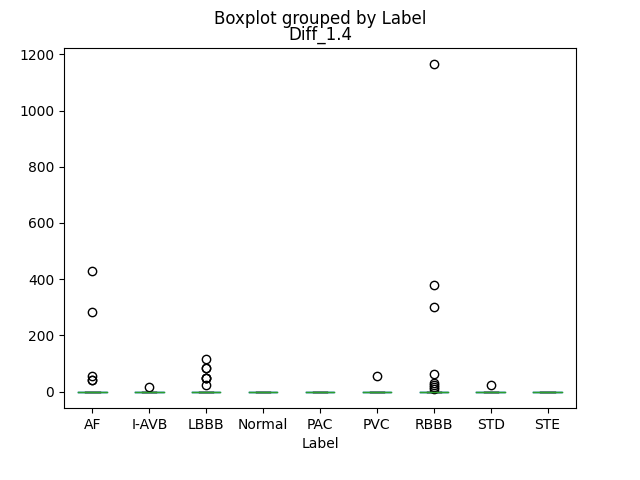 Boxplot grouped by Label
Diff_1.4
1200
1000
800
600
400
200
0
AF I-AVB LBBB Normal PAC PVC RBBB STD STE
Label